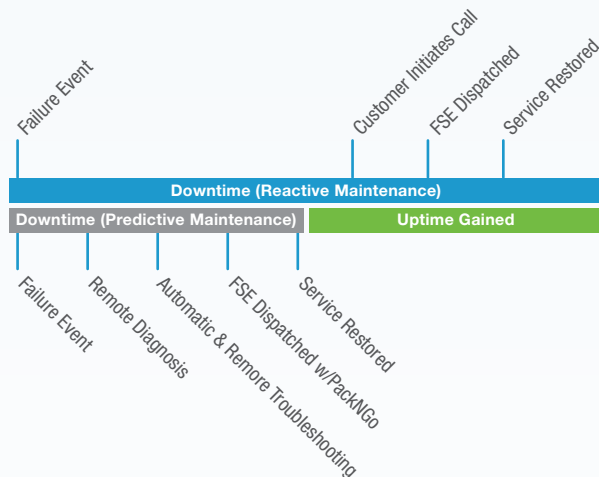 Failure Event
Customer Initiates Call
FSE Dispatched
Service Restored
Downtime (Reactive Maintenance)
Downtime (Predictive Maintenance)
Uptime Gained
Failure Event
Remote Diagnosis
Automatic & Remore Troubleshooting
FSE Dispatched w/PackNGo
Service Restored